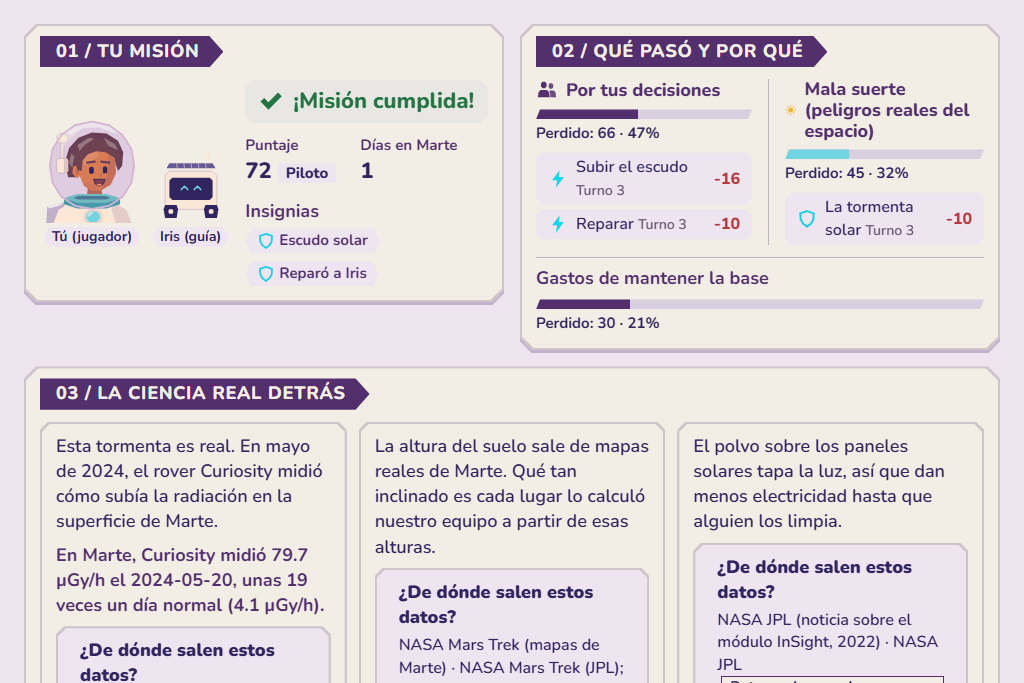 01 / TU MISIÓN
¡Misión cumplida!
Puntaje
72 Piloto
Días en Marte
1
Insignias
Escudo solar
Reparó a Iris
Tú (jugador)
Iris (guía)
02 / QUÉ PASÓ Y POR QUÉ
Por tus decisiones
Perdido: 66 · 47%
Subir el escudo
Turno 3
-16
Reparar Turno 3
-10
Mala suerte
(peligros reales del
espacio)
Perdido: 45 · 32%
La tormenta
solar Turno 3
-10
Gastos de mantener la base
Perdido: 30 · 21%
03 / LA CIENCIA REAL DETRÁS
Esta tormenta es real. En mayo
de 2024, el rover Curiosity midió
cómo subía la radiación en la
superficie de Marte.
En Marte, Curiosity midió 79.7
µGy/h el 2024-05-20, unas 19
veces un día normal (4.1 µGy/h).
¿De dónde salen estos
datos?
La altura del suelo sale de mapas
reales de Marte. Qué tan
inclinado es cada lugar lo calculó
nuestro equipo a partir de esas
alturas.
¿De dónde salen estos
datos?
NASA Mars Trek (mapas de
Marte) · NASA Mars Trek (JPL);
El polvo sobre los paneles
solares tapa la luz, así que dan
menos electricidad hasta que
alguien los limpia.
¿De dónde salen estos
datos?
NASA JPL (noticia sobre el
módulo InSight, 2022) · NASA
JPL